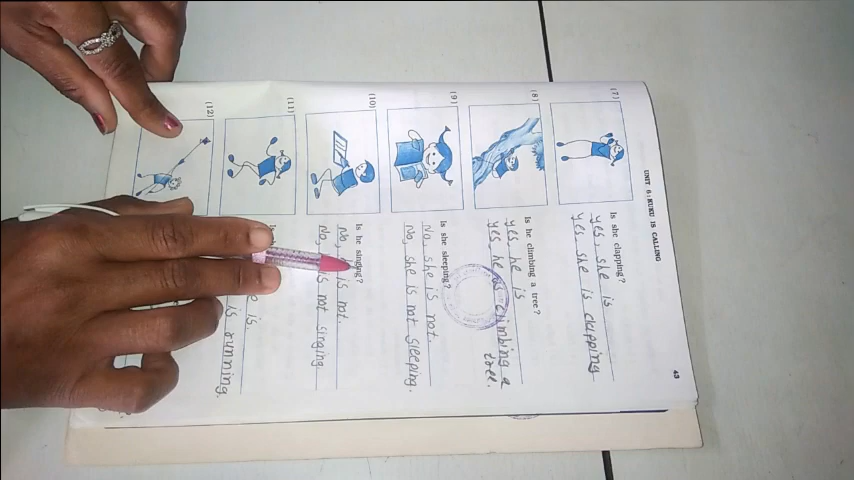 UNIT 6: KUKU IS CALLING
43
(7)
Is she clapping?
yes, she is
yes, she is clapping
(8)
Is he climbing a tree?
yes, he is
yes, he is climbing a
tree.
(9)
Is she sleeping?
No, she is not.
No, she is not sleeping.
(10)
Is he singing?
No, is not.
No, is not singing.
(11)
is.
is running.
(12)